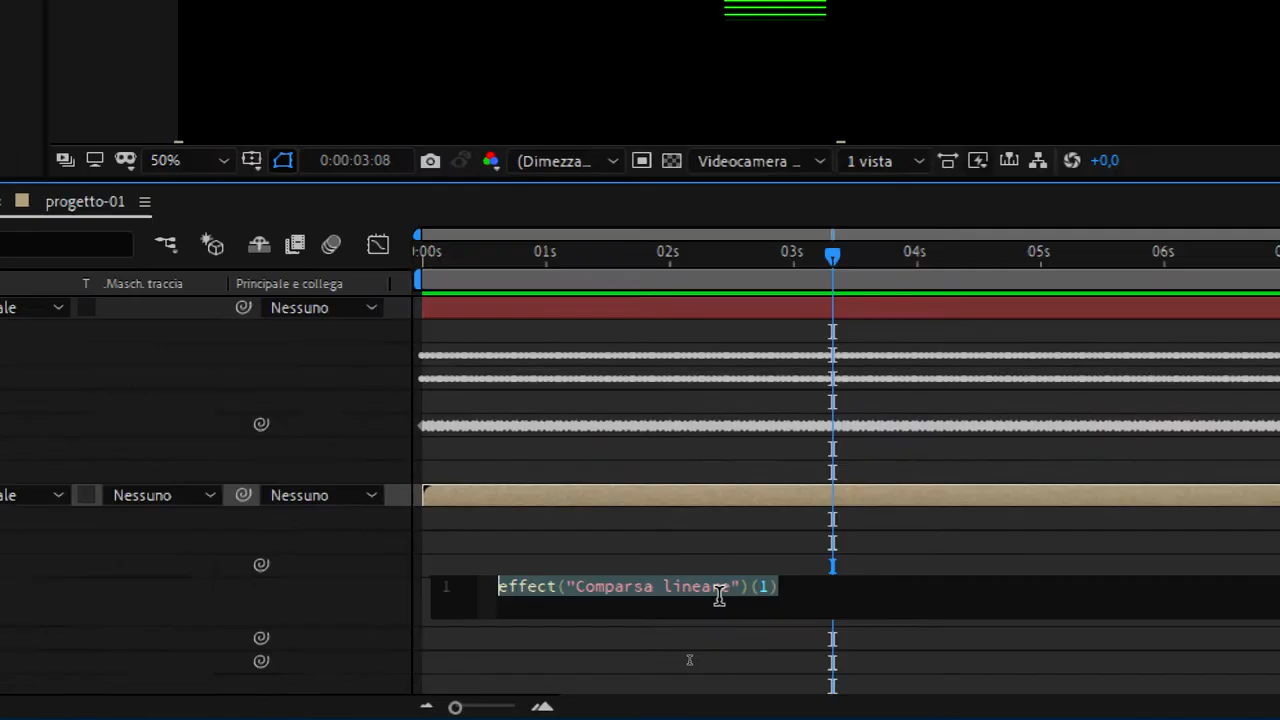 50%
0:00:03:08
(Dimezza...
Videocamera ...
1 vista
+0,0
progetto-01
0:00s 01s 02s 03s 04s 05s 06s
T .Masch. traccia Principale e collega
ale Nessuno
ale Nessuno Nessuno
1 effect("Comparsa lineare")(1)